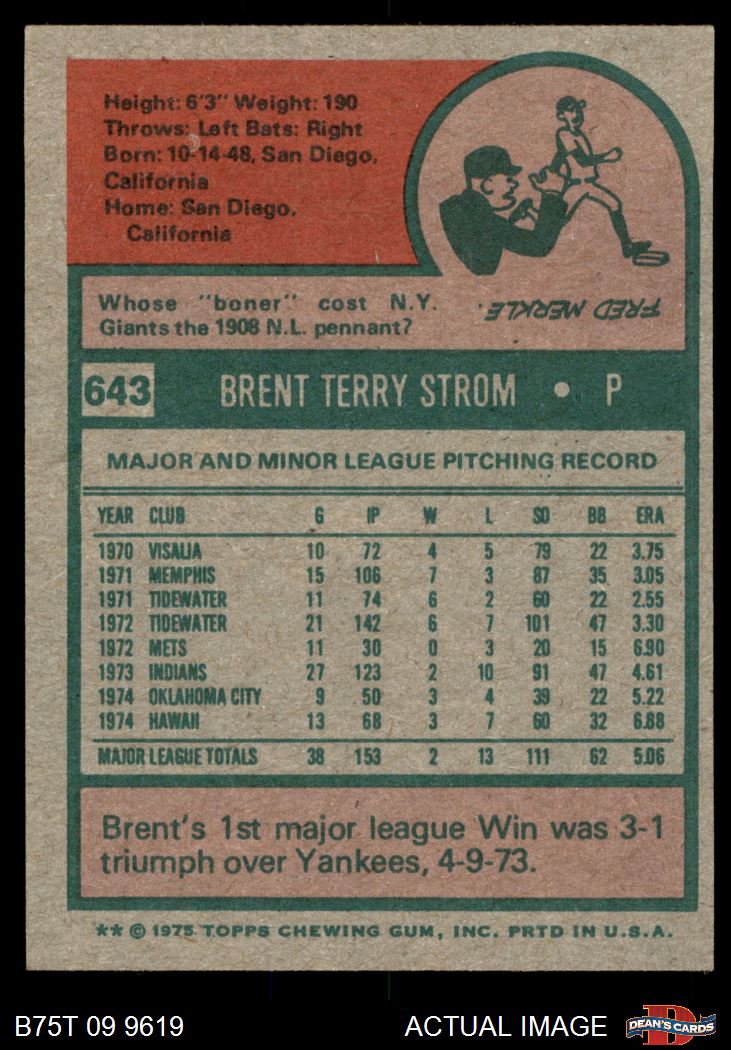 Height: 6'3" Weight: 190
Throws: Left Bats: Right
Born: 10-14-48, San Diego,
California
Home: San Diego,
California
Whose "boner" cost N.Y.
Giants the 1908 N.L. pennant?
FRED MERKLE.
643 BRENT TERRY STROM • P
MAJOR AND MINOR LEAGUE PITCHING RECORD
YEAR CLUB G IP W L SO BB ERA
1970 VISALIA 10 72 4 5 79 22 3.75
1971 MEMPHIS 15 106 7 3 87 35 3.05
1971 TIDEWATER 11 74 6 2 60 22 2.55
1972 TIDEWATER 21 142 6 7 101 47 3.30
1972 METS 11 30 0 3 20 15 6.90
1973 INDIANS 27 123 2 10 91 47 4.61
1974 OKLAHOMA CITY 9 50 3 4 39 22 5.22
1974 HAWAII 13 68 3 7 60 32 6.88
MAJOR LEAGUE TOTALS 38 153 2 13 111 62 5.06
Brent's 1st major league Win was 3-1
triumph over Yankees, 4-9-73.
** © 1975 TOPPS CHEWING GUM, INC. PRTD IN U.S.A.
B75T 09 9619 ACTUAL IMAGE D DEAN'S CARDS